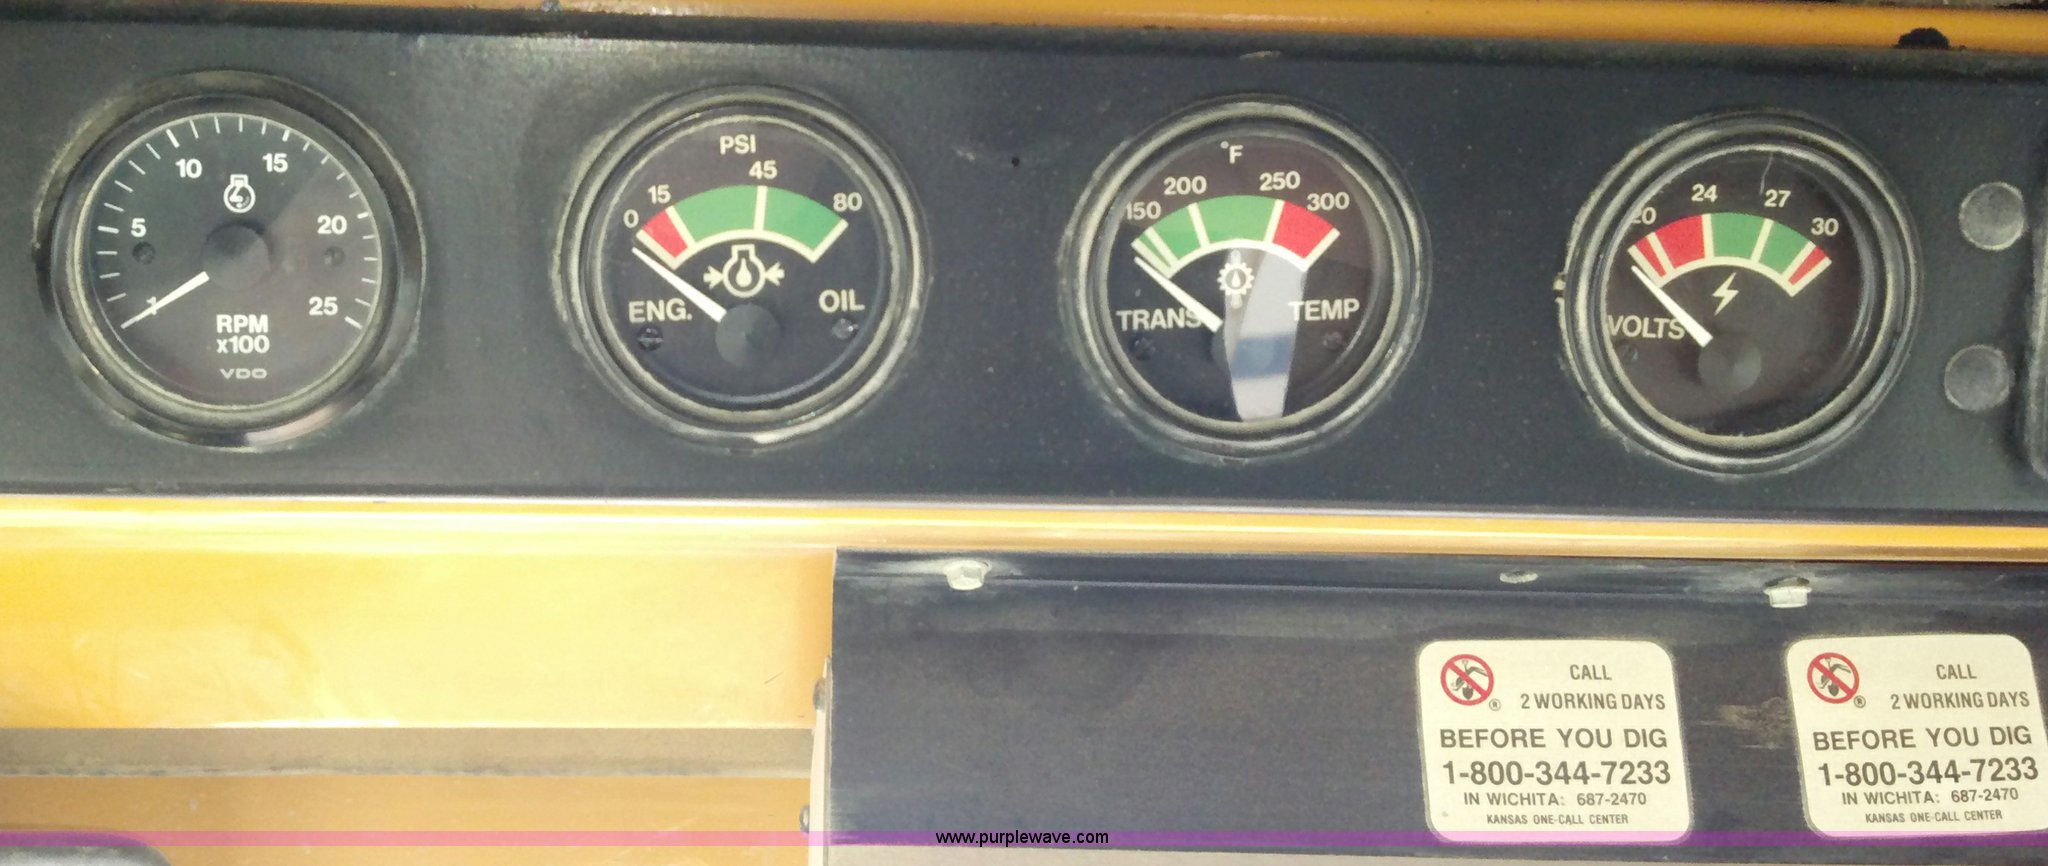 5
10
15
20
25
1
RPM
x100
VDO
PSI
0
15
45
80
ENG.
OIL
°F
150
200
250
300
TRANS
TEMP
20
24
27
30
VOLTS
CALL
2 WORKING DAYS
BEFORE YOU DIG
1-800-344-7233
IN WICHITA: 687-2470
KANSAS ONE-CALL CENTER
®
CALL
2 WORKING DAYS
BEFORE YOU DIG
1-800-344-7233
IN WICHITA: 687-2470
KANSAS ONE-CALL CENTER
®
www.purplewave.com